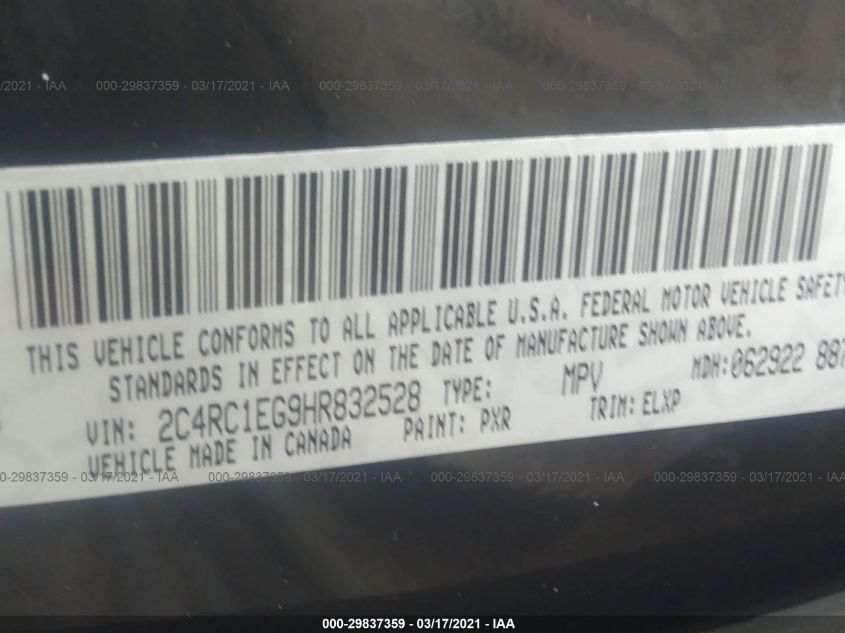 /2021 - IAA 000-29837359 - 03/17/2021 - IAA 000-29837359 - 03/17/2021 - IAA 000-29837359 - 03/17/2021 - IAA
THIS VEHICLE CONFORMS TO ALL APPLICABLE U.S.A. FEDERAL MOTOR VEHICLE SAFETY
STANDARDS IN EFFECT ON THE DATE OF MANUFACTURE SHOWN ABOVE.
VIN: 2C4RC1EG9HR832528 TYPE: MPV MDH:062922 887
VEHICLE MADE IN CANADA PAINT: PXR TRIM: ELXP
0-29837359 - 03/17/2021 - IAA 000-29837359 - 03/17/2021 - IAA 000-29837359 - 03/17/2021 - IAA 000-29837359 - 03/17/2021
000-29837359 - 03/17/2021 - IAA